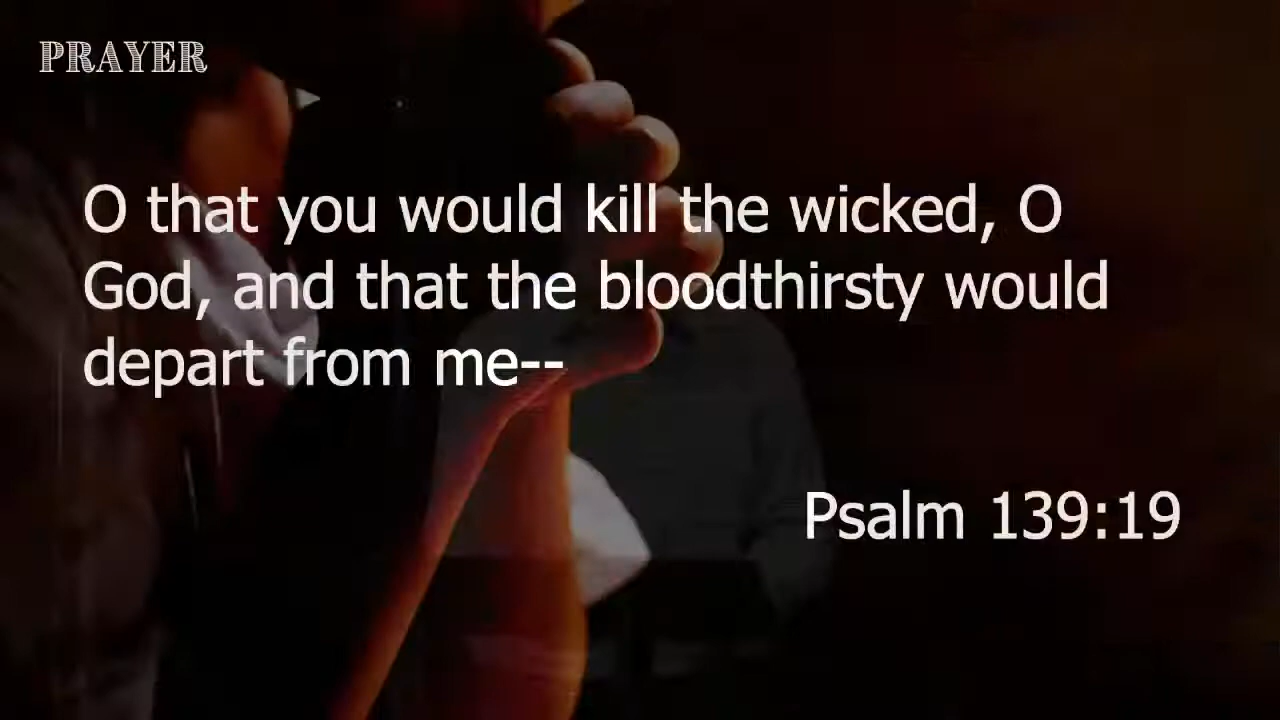 PRAYER
O that you would kill the wicked, O
God, and that the bloodthirsty would
depart from me--
Psalm 139:19